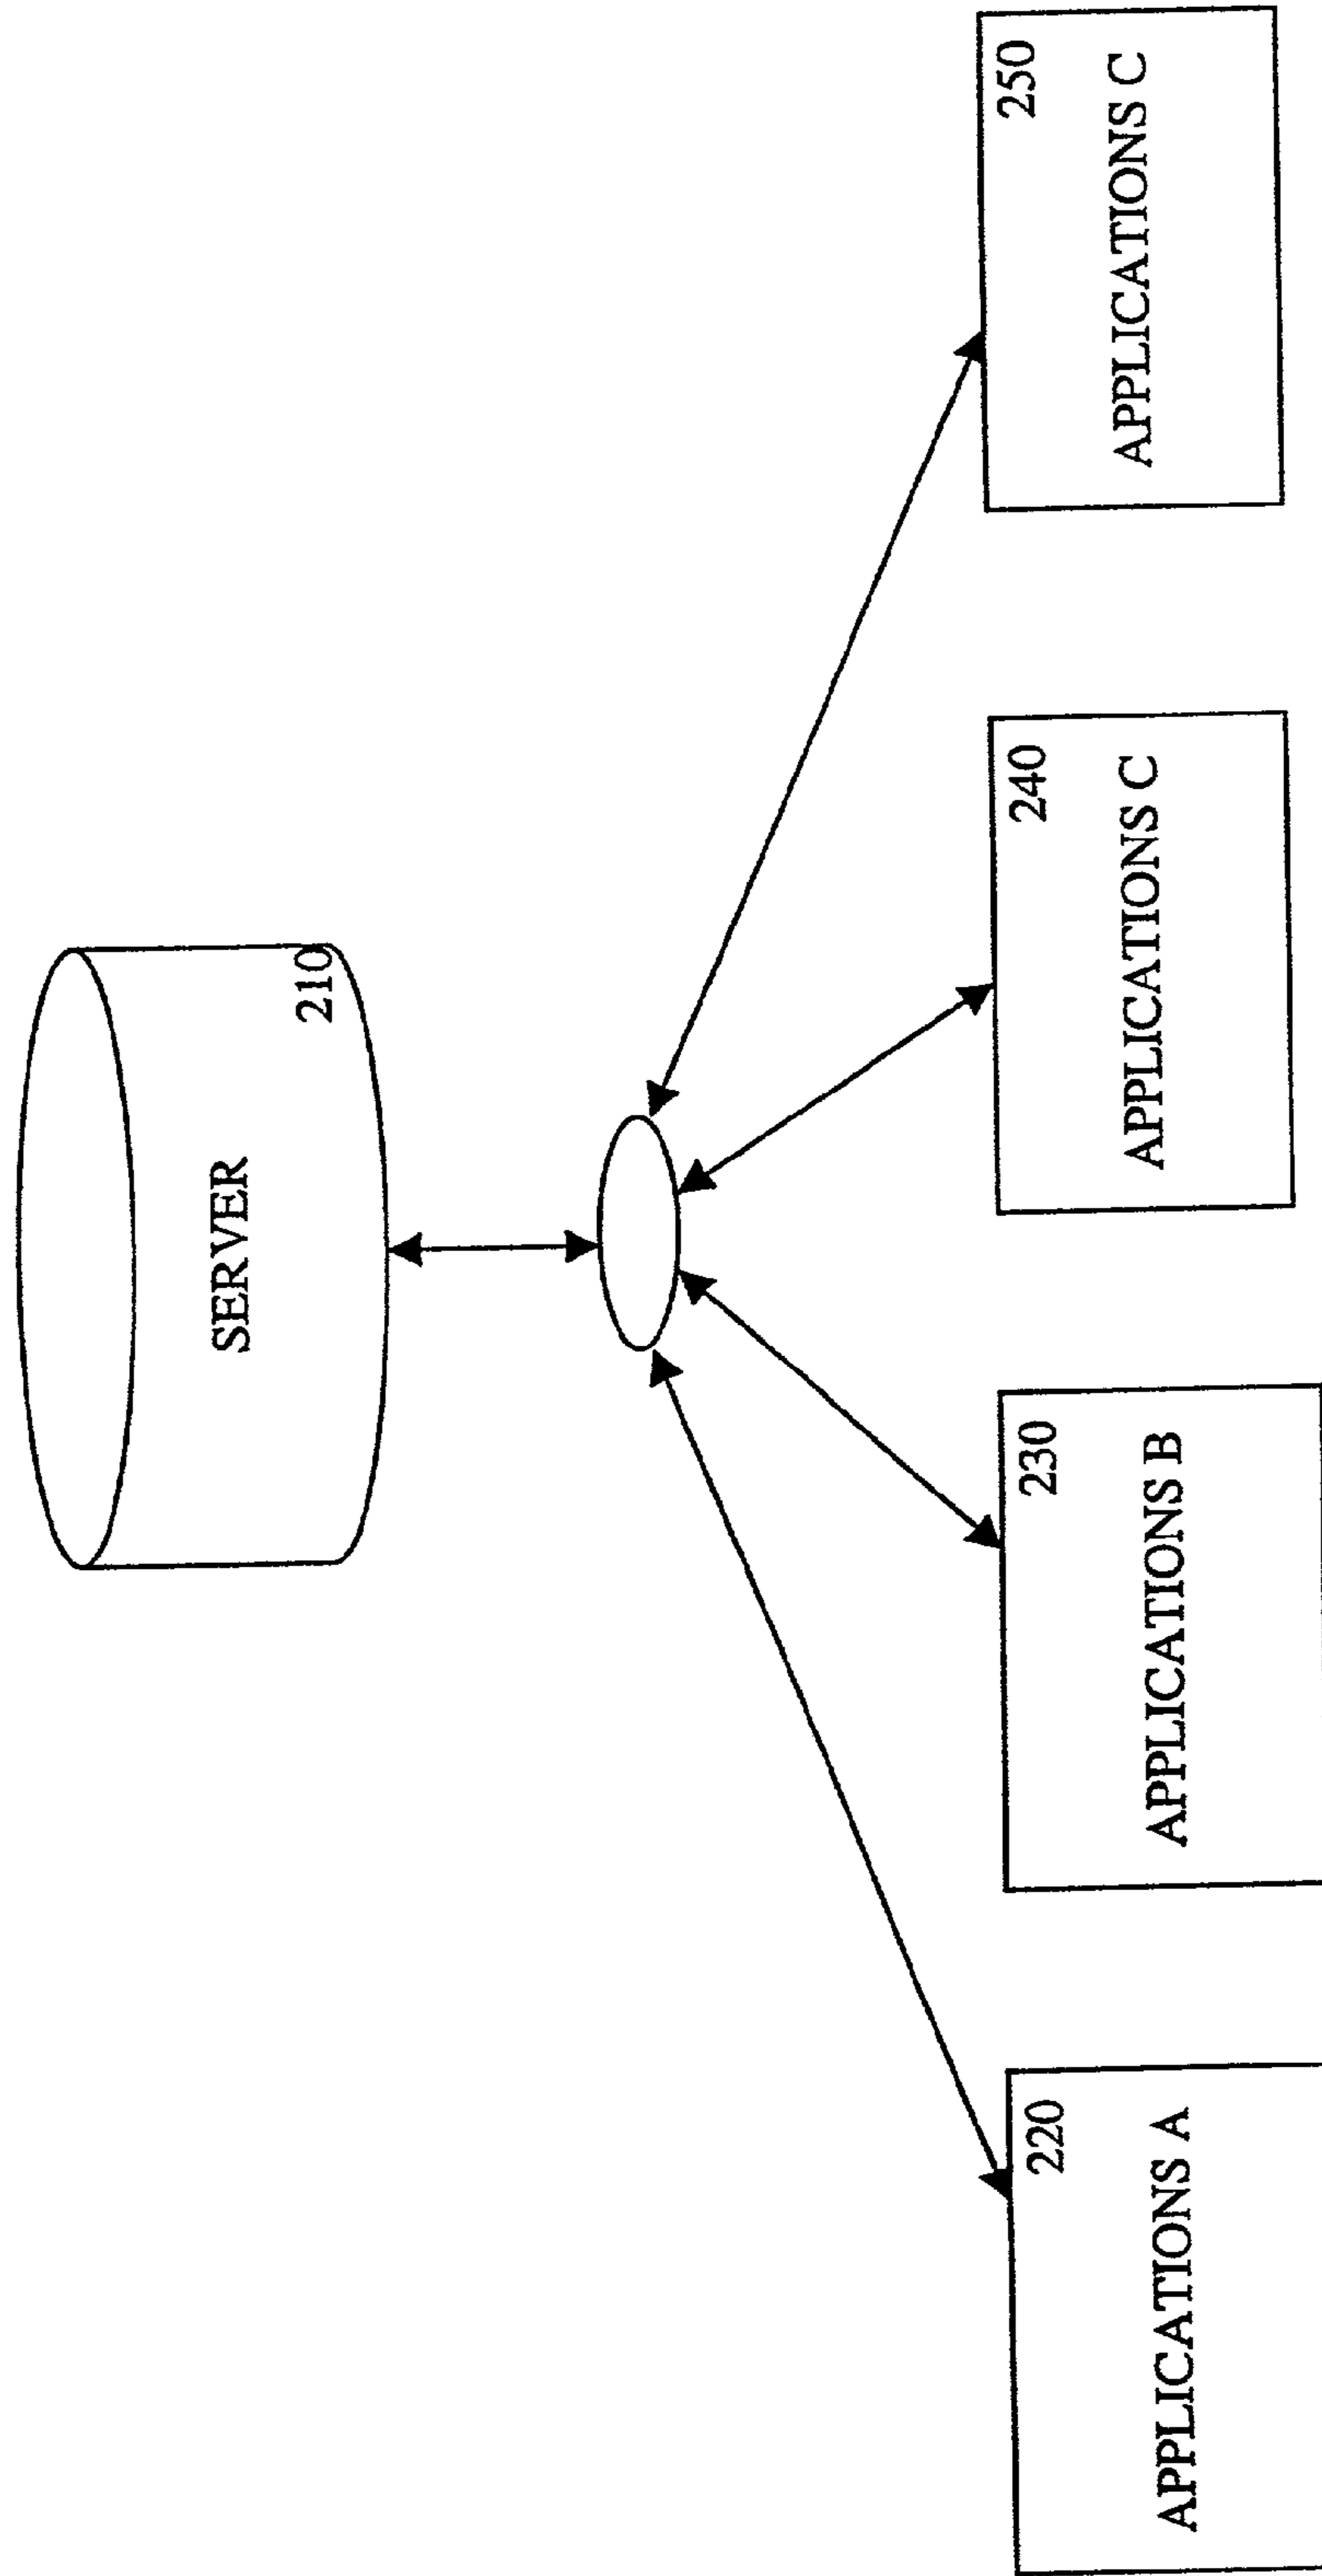 SERVER
210
220
APPLICATIONS A
230
APPLICATIONS B
240
APPLICATIONS C
250
APPLICATIONS C